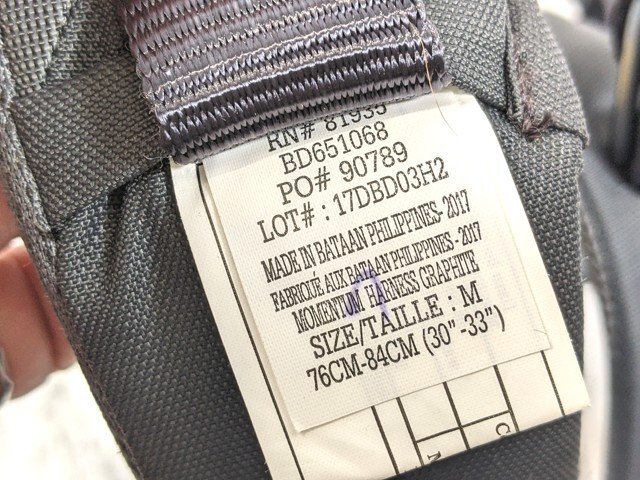 RN# 81935
BD651068
PO# 90789
LOT# : 17DBD03H2
MADE IN BATAAN PHILIPPINES- 2017
FABRIQUÉ AUX BATAAN PHILIPPINES - 2017
MOMENTUM HARNESS GRAPHITE
SIZE/TAILLE : M
76CM-84CM (30" -33")
C
M